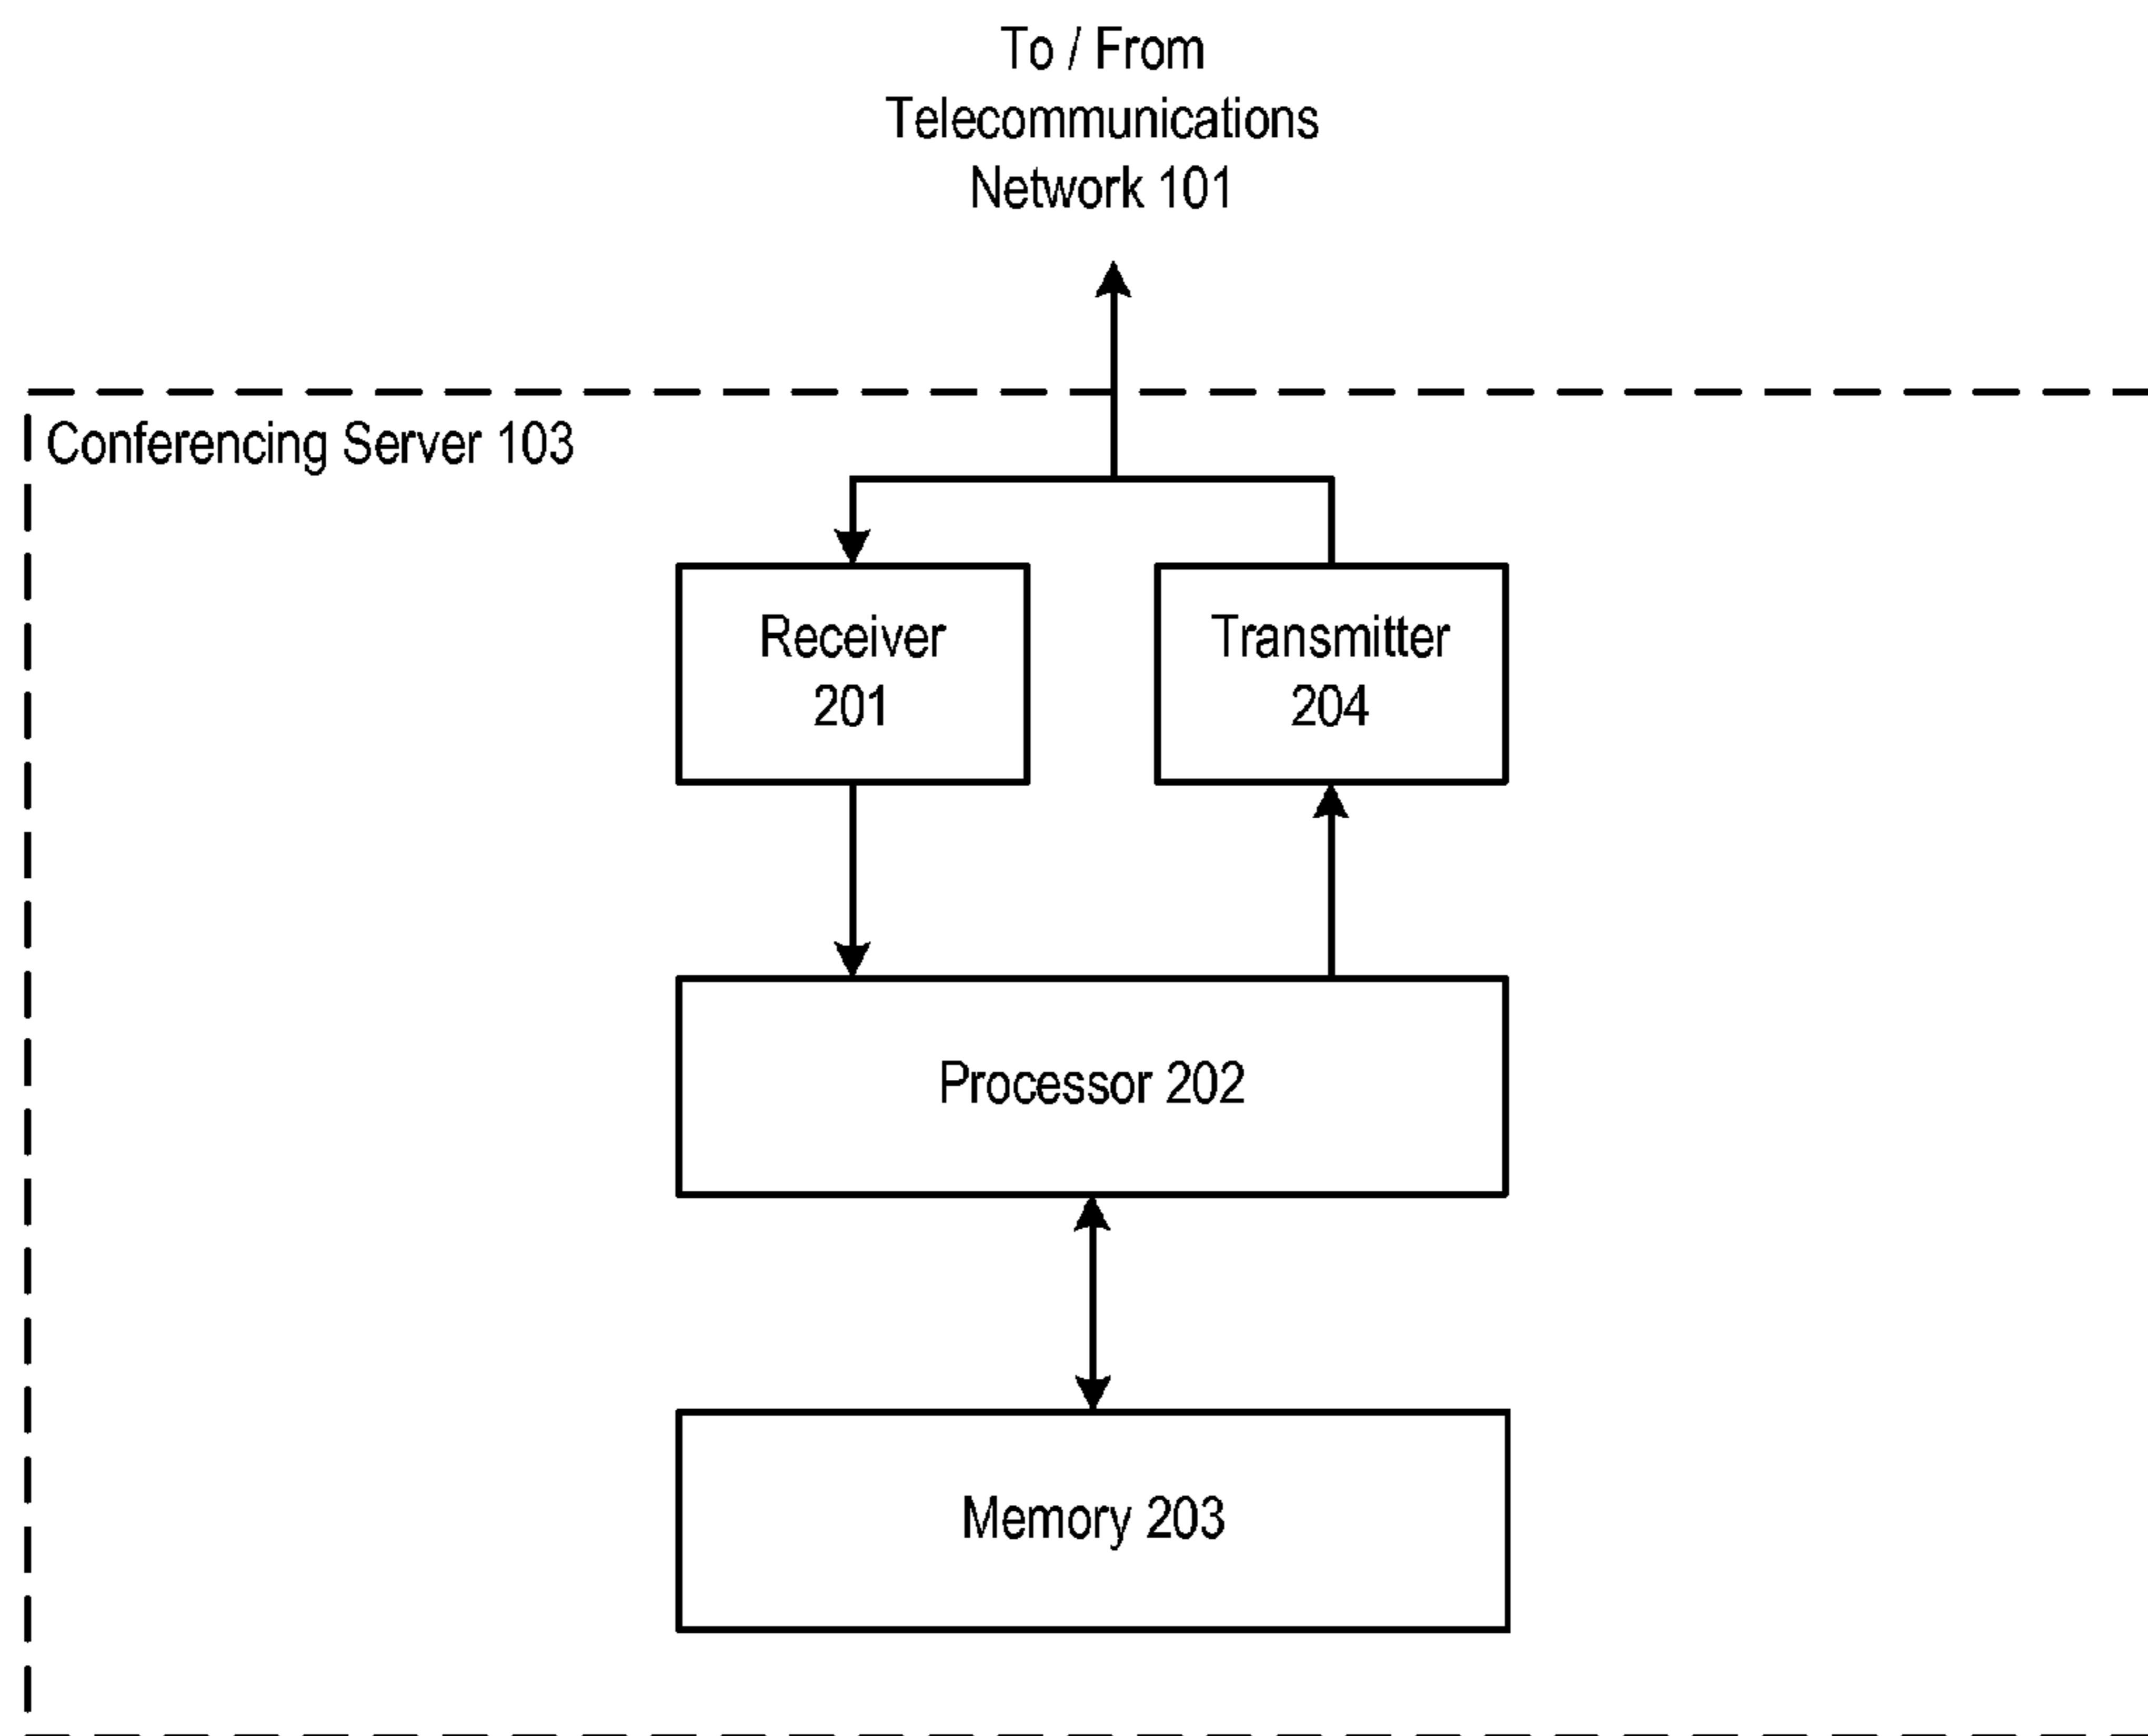 To / From
Telecommunications
Network 101
Conferencing Server 103
Receiver
201
Transmitter
204
Processor 202
Memory 203